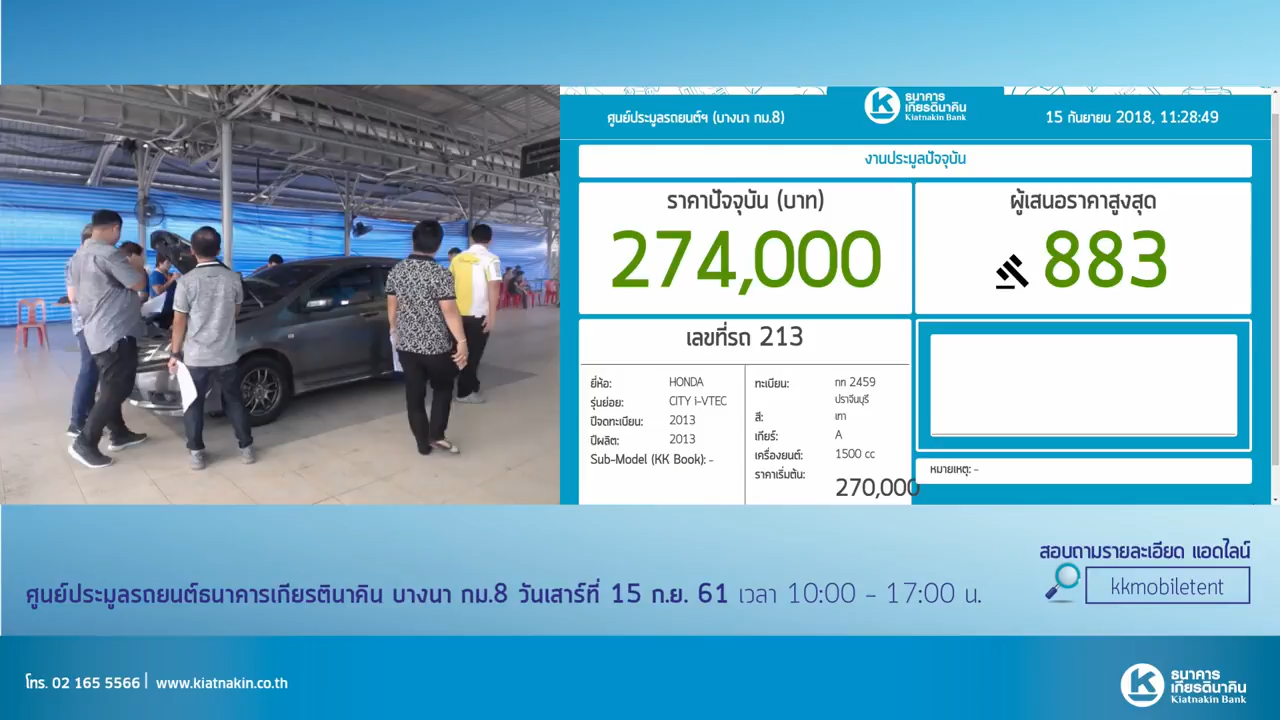 ธนาคาร
เกียรตินาคิน
Kiatnakin Bank
ศูนย์ประมูลรถยนต์ฯ (บางนา กม.8)
15 กันยายน 2018, 11:28:49
งานประมูลปัจจุบัน
ราคาปัจจุบัน (บาท)
274,000
ผู้เสนอราคาสูงสุด
883
เลขที่รถ 213
ยี่ห้อ: HONDA
รุ่นย่อย: CITY i-VTEC
ปีจดทะเบียน: 2013
ปีผลิต: 2013
Sub-Model (KK Book): -
ทะเบียน: กท 2459
ปราจีนบุรี
สี: เทา
เกียร์: A
เครื่องยนต์: 1500 cc
ราคาเริ่มต้น:
270,000
หมายเหตุ: -
สอบถามรายละเอียด แอดไลน์
kkmobiletent
ศูนย์ประมูลรถยนต์ธนาคารเกียรตินาคิน บางนา กม.8 วันเสาร์ที่ 15 ก.ย. 61 เวลา 10:00 - 17:00 น.
โทร. 02 165 5566 | www.kiatnakin.co.th
ธนาคาร
เกียรตินาคิน
Kiatnakin Bank